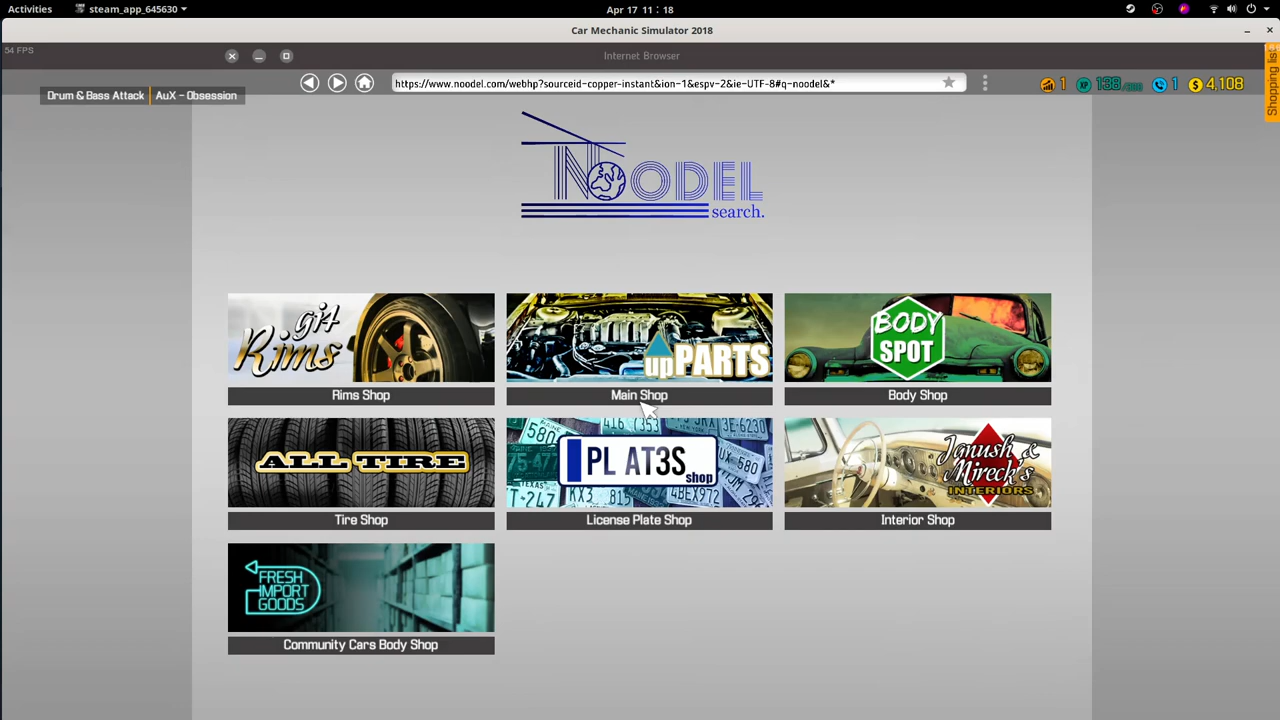 Activities steam_app_645630 Apr 17 11:18
Car Mechanic Simulator 2018
54 FPS
Internet Browser
https://www.noodel.com/webhp?sourceid-copper-instant&ion-1&espv-2&ie-UTF-8#q-noodel&*
1 XP 138 1 $ 4,108
Shopping list
Drum & Bass Attack AuX - Obsession
NOODEL
search.
git Rims
upPARTS
BODY SPOT
Rims Shop
Main Shop
Body Shop
ALL TIRE
PL AT3S
shop
Janush & Mireck's
INTERIORS
Tire Shop
License Plate Shop
Interior Shop
FRESH
IMPORT
GOODS
Community Cars Body Shop